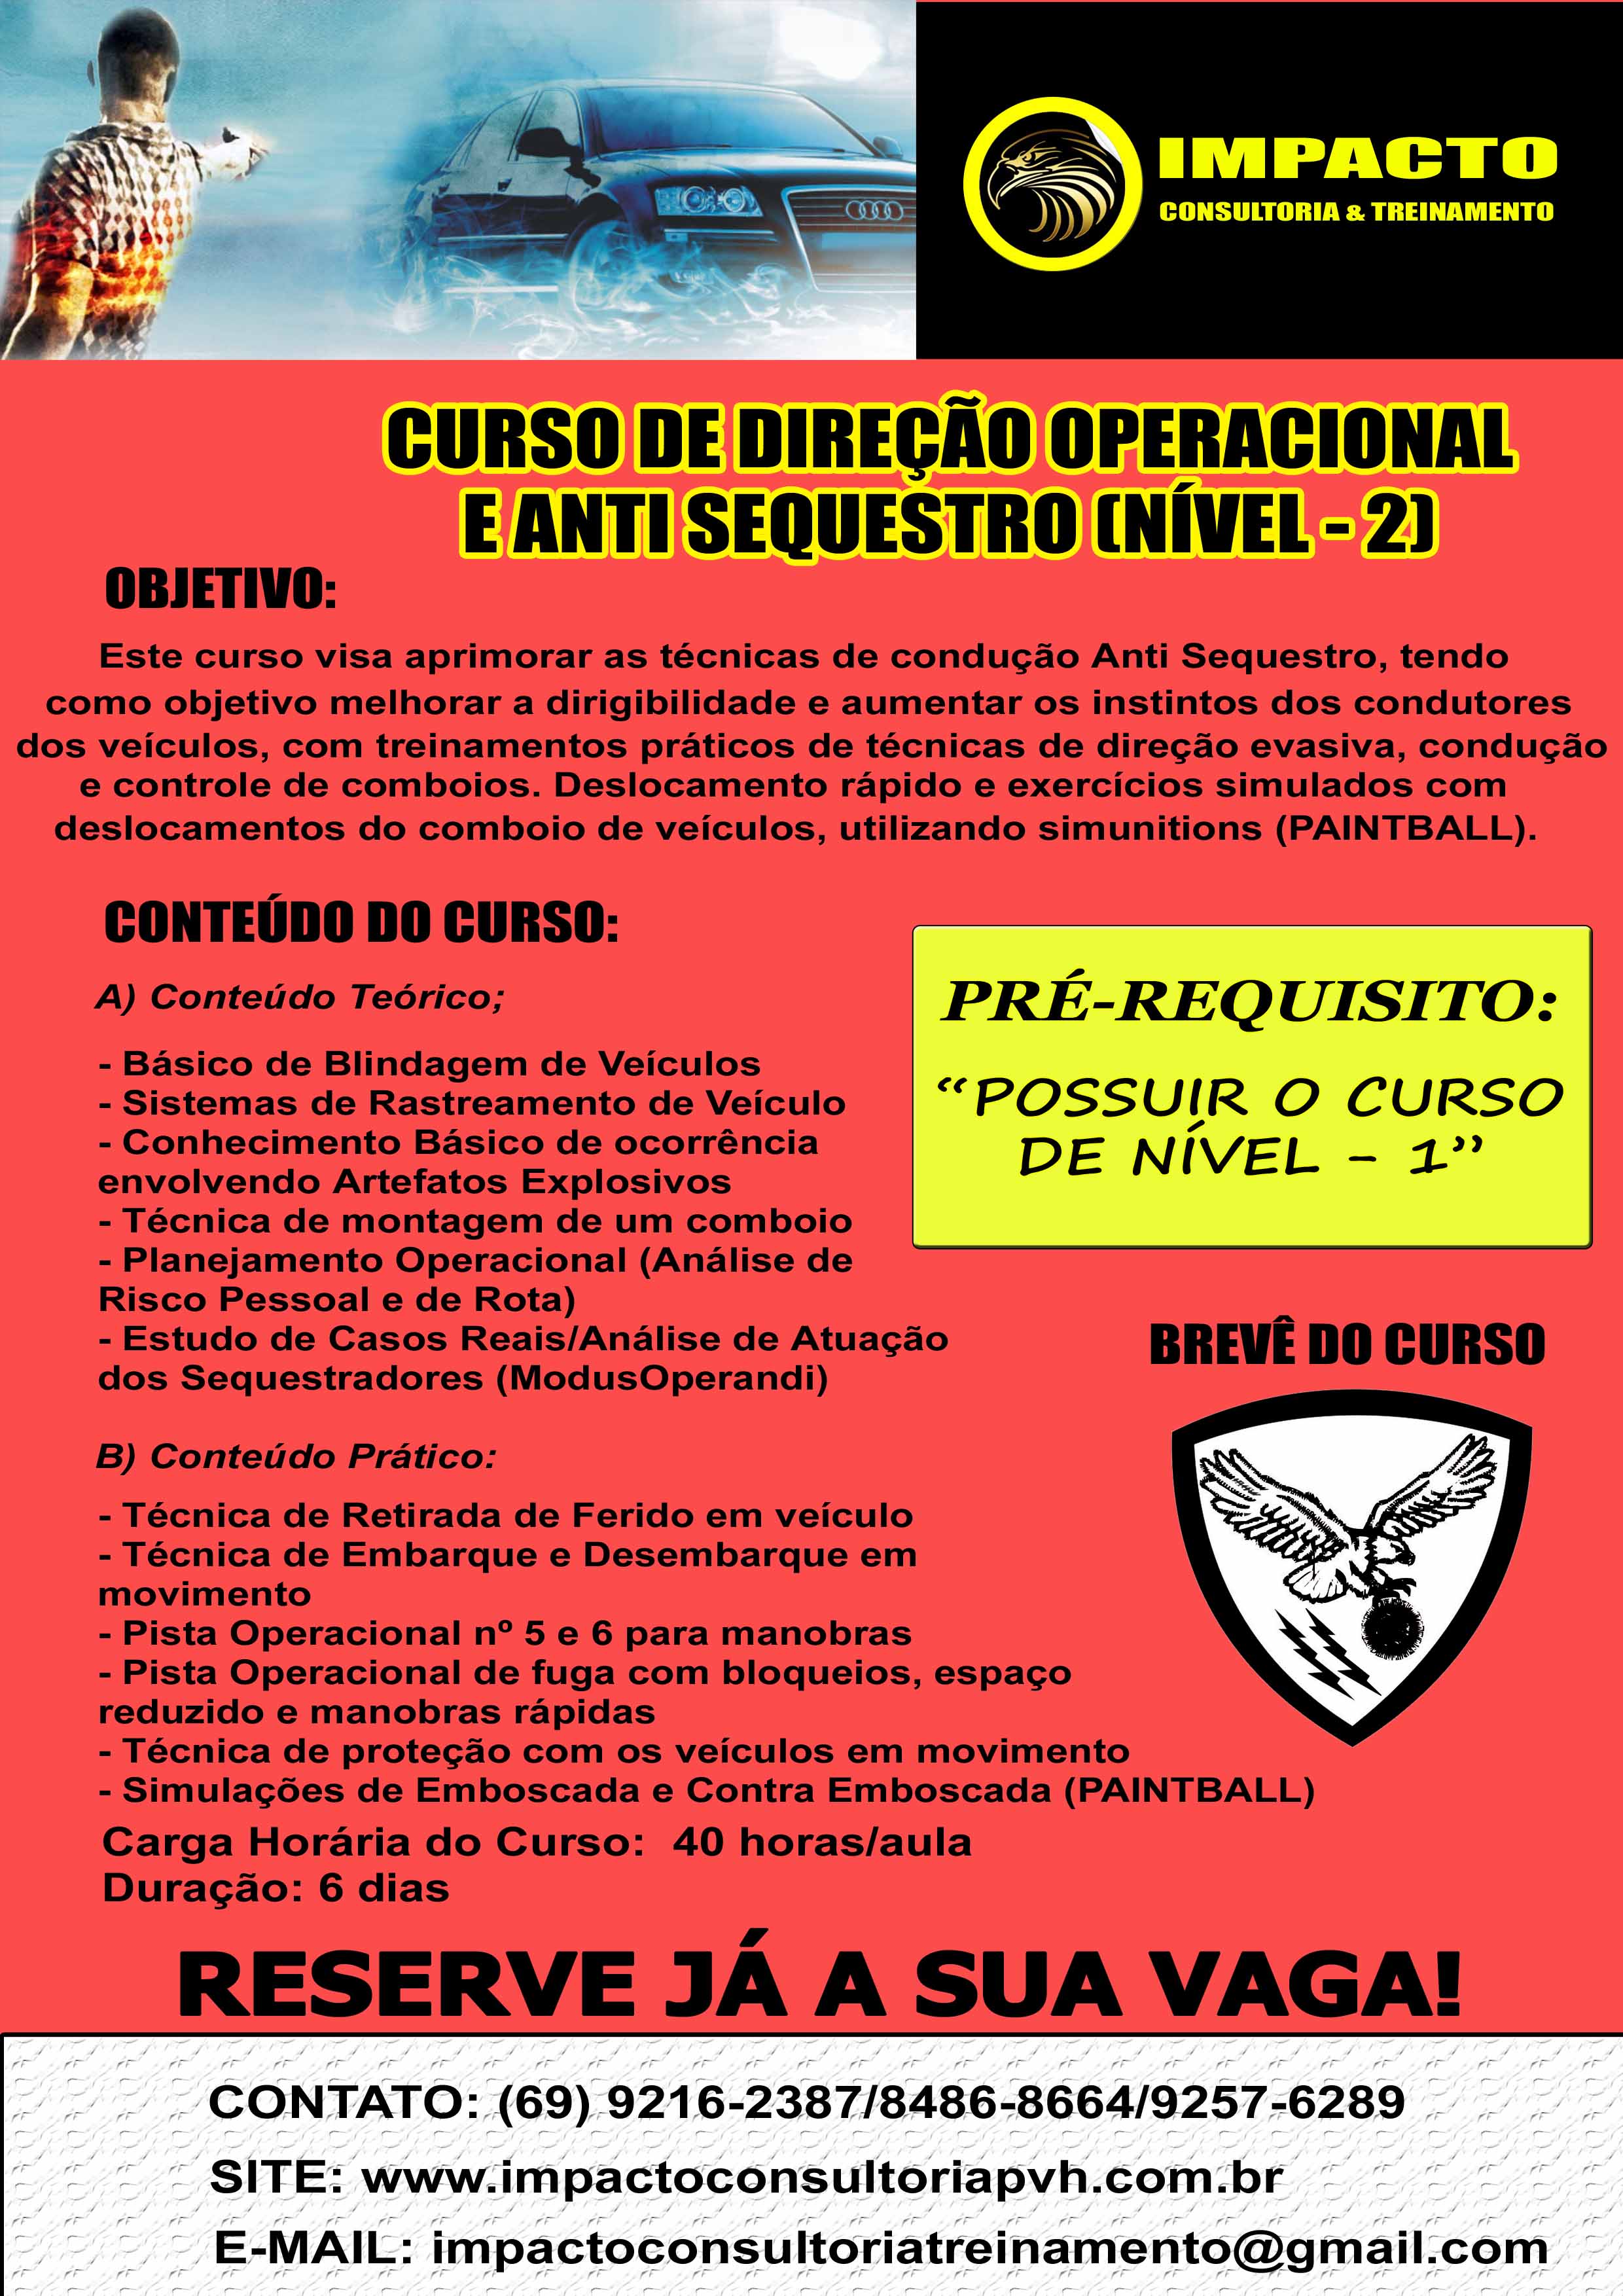 IMPACTO
CONSULTORIA & TREINAMENTO
CURSO DE DIREÇÃO OPERACIONAL
E ANTI SEQUESTRO (NÍVEL - 2)
OBJETIVO:
Este curso visa aprimorar as técnicas de condução Anti Sequestro, tendo
como objetivo melhorar a dirigibilidade e aumentar os instintos dos condutores
dos veículos, com treinamentos práticos de técnicas de direção evasiva, condução
e controle de comboios. Deslocamento rápido e exercícios simulados com
deslocamentos do comboio de veículos, utilizando simunitions (PAINTBALL).
CONTEÚDO DO CURSO:
A) Conteúdo Teórico;
- Básico de Blindagem de Veículos
- Sistemas de Rastreamento de Veículo
- Conhecimento Básico de ocorrência
envolvendo Artefatos Explosivos
- Técnica de montagem de um comboio
- Planejamento Operacional (Análise de
Risco Pessoal e de Rota)
- Estudo de Casos Reais/Análise de Atuação
dos Sequestradores (ModusOperandi)
PRÉ-REQUISITO:
“POSSUIR O CURSO
DE NÍVEL - 1”
BREVÊ DO CURSO
B) Conteúdo Prático:
- Técnica de Retirada de Ferido em veículo
- Técnica de Embarque e Desembarque em
movimento
- Pista Operacional nº 5 e 6 para manobras
- Pista Operacional de fuga com bloqueios, espaço
reduzido e manobras rápidas
- Técnica de proteção com os veículos em movimento
- Simulações de Emboscada e Contra Emboscada (PAINTBALL)
Carga Horária do Curso: 40 horas/aula
Duração: 6 dias
RESERVE JÁ A SUA VAGA!
CONTATO: (69) 9216-2387/8486-8664/9257-6289
SITE: www.impactoconsultoriapvh.com.br
E-MAIL: impactoconsultoriatreinamento@gmail.com